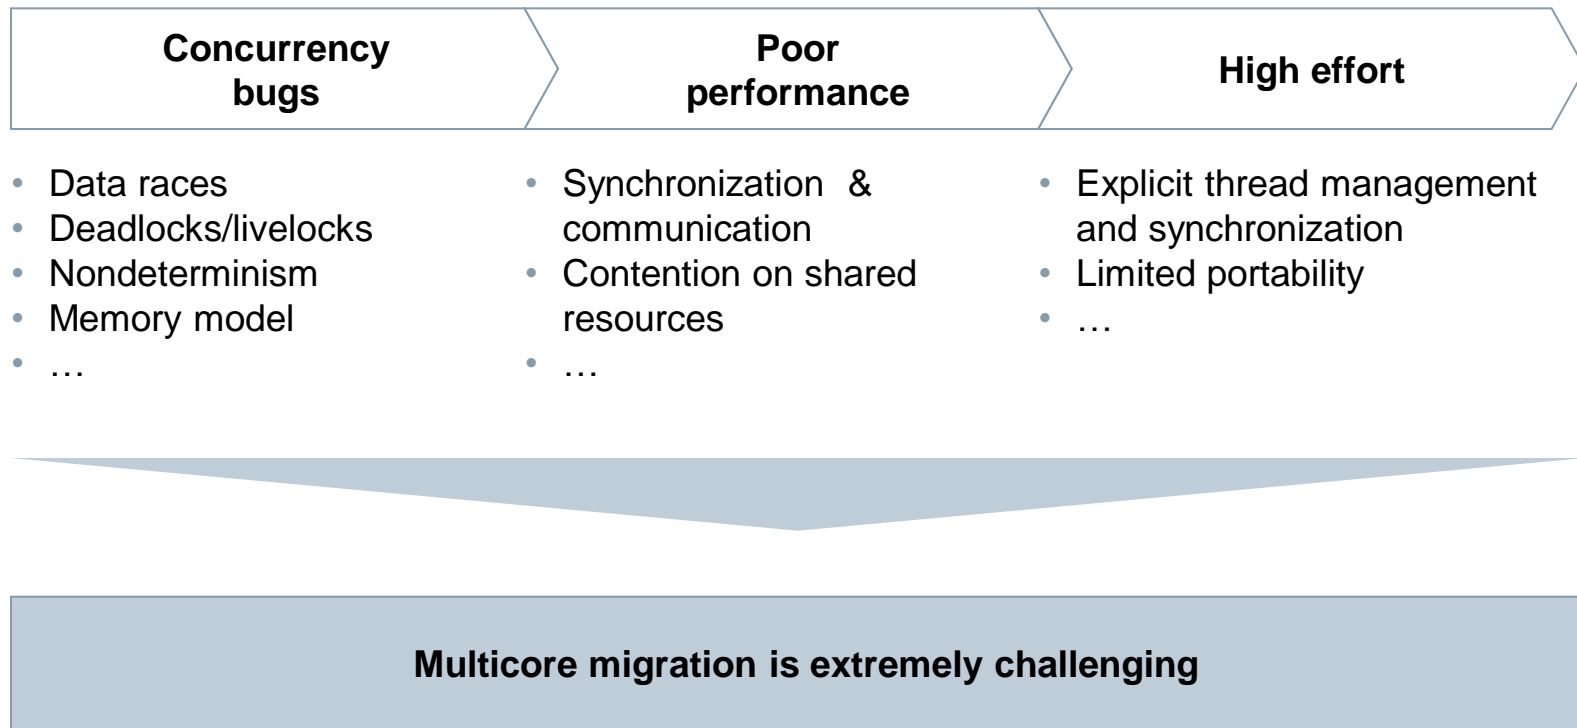 Concurrency
bugs
Poor
performance
High effort
• Data races
• Deadlocks/livelocks
• Nondeterminism
• Memory model
• …
• Synchronization &
communication
• Contention on shared
resources
• …
• Explicit thread management
and synchronization
• Limited portability
• …
Multicore migration is extremely challenging